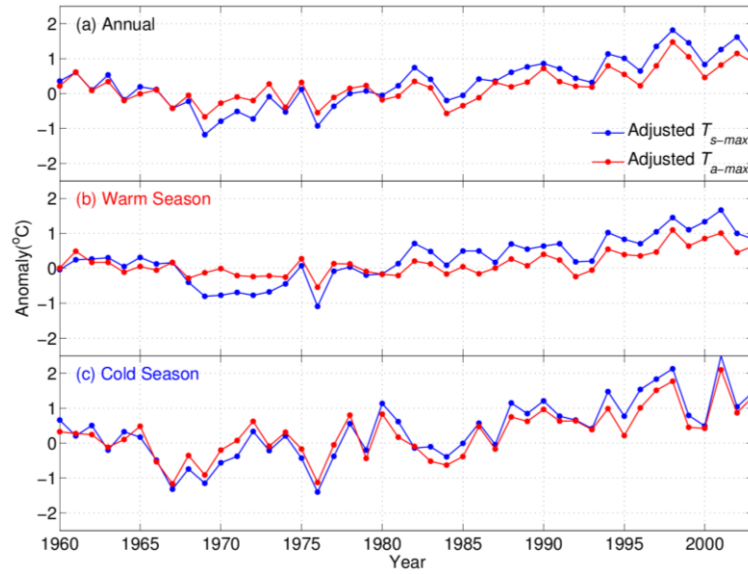 (a) Annual
2
1
0
-1
-2
Adjusted T s-max
Adjusted T a-max
(b) Warm Season
2
1
0
-1
-2
Anomaly(°C)
(c) Cold Season
2
1
0
-1
-2
1960 1965 1970 1975 1980 1985 1990 1995 2000
Year